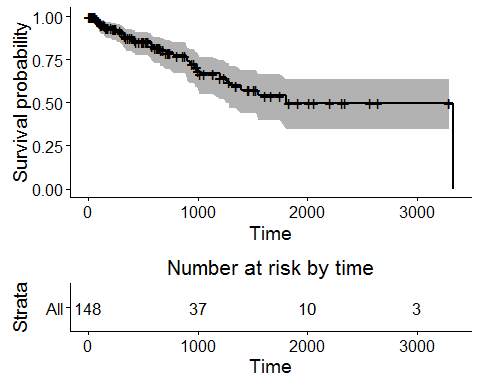 Survival probability
1.00
0.75
0.50
0.25
0.00
0 1000 2000 3000
Time
Number at risk by time
Strata
All 148 37 10 3
0 1000 2000 3000
Time